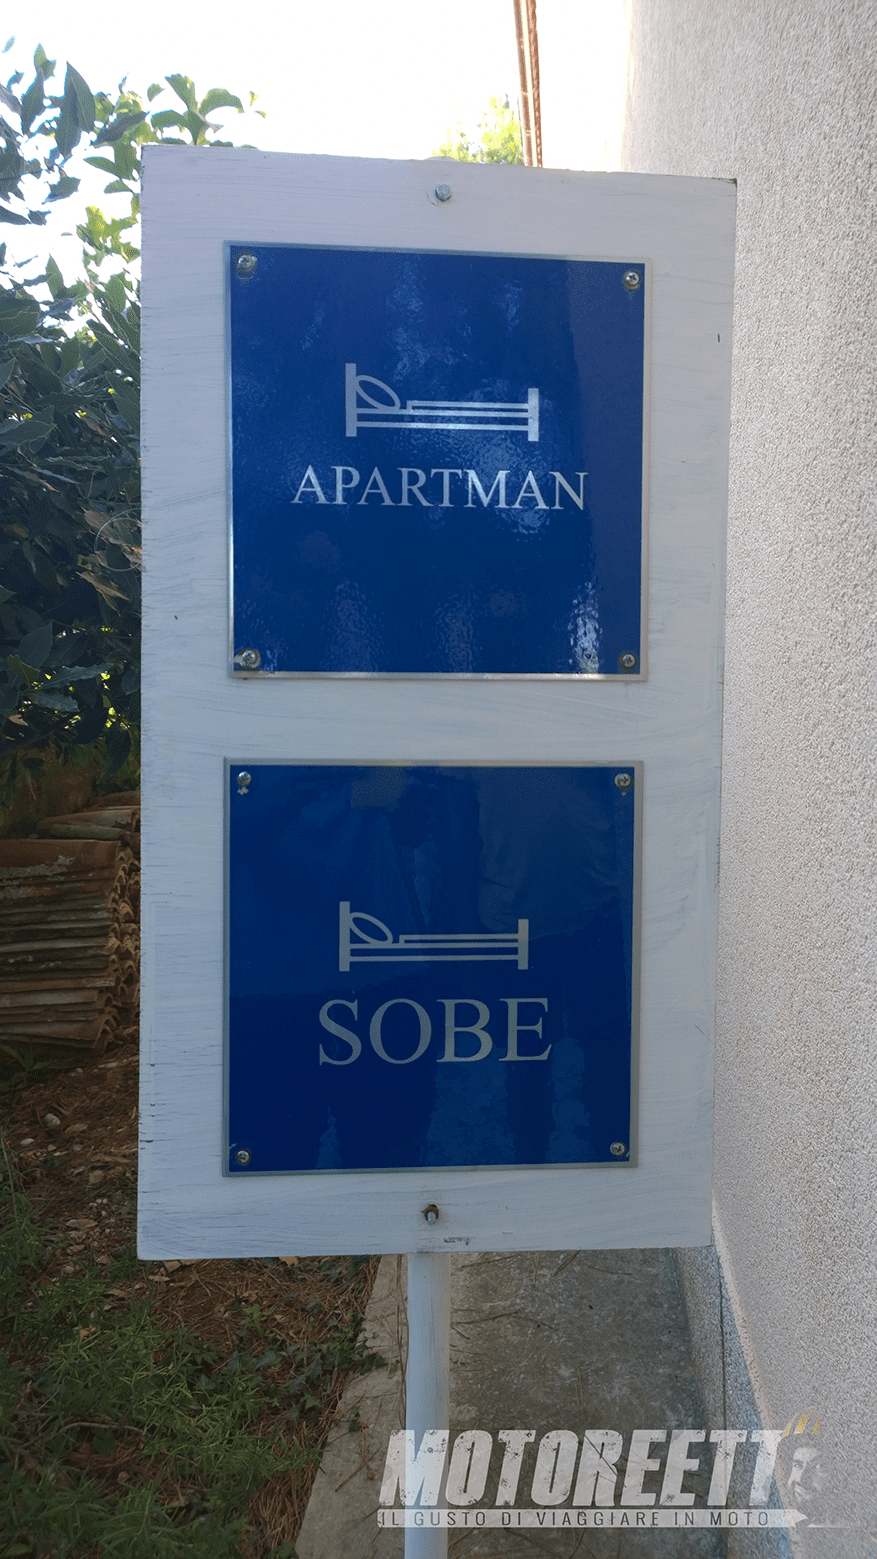 APARTMAN
SOBE
MOTOREETTO
IL GUSTO DI VIAGGIARE IN MOTO